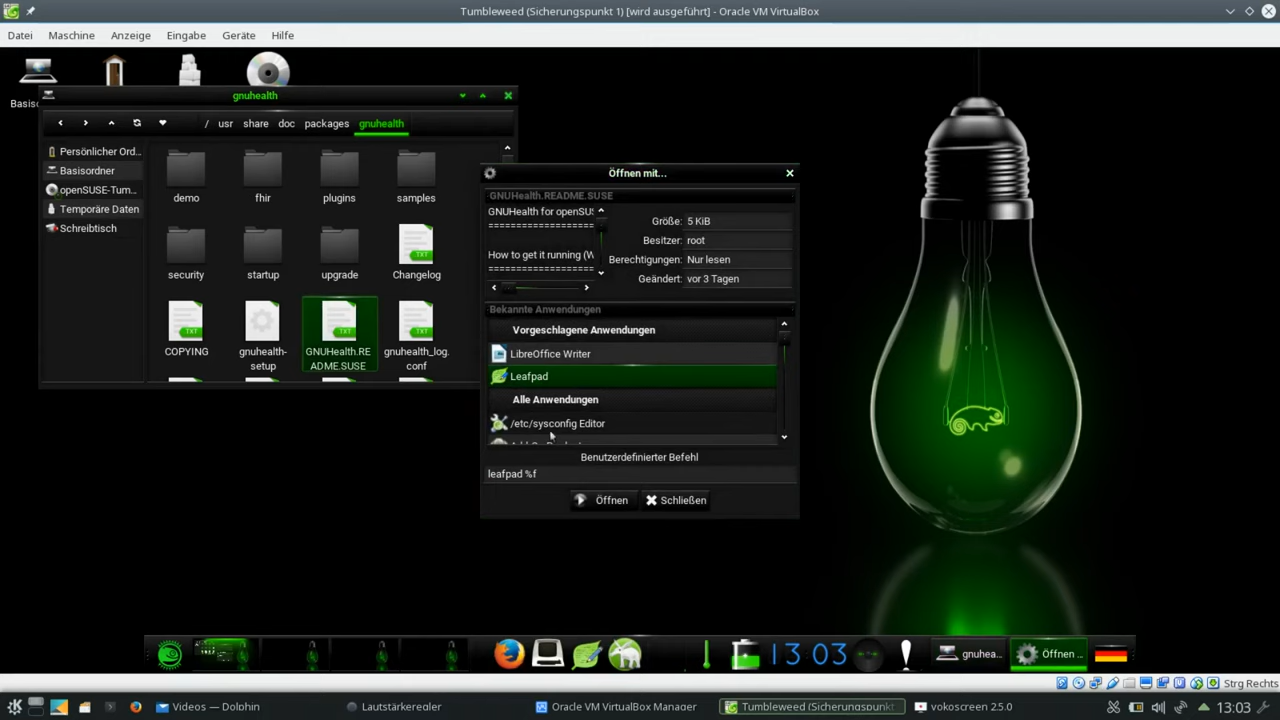 Tumbleweed (Sicherungspunkt 1) [wird ausgeführt] - Oracle VM VirtualBox
Datei Maschine Anzeige Eingabe Geräte Hilfe
gnuhealth
/ usr share doc packages gnuhealth
Persönlicher Ord...
Basisordner
openSUSE-Tum...
Temporäre Daten
Schreibtisch
demo fhir plugins samples
security startup upgrade Changelog
COPYING gnuhealth-setup GNUHealth.README.SUSE gnuhealth_log.conf
Öffnen mit...
GNUHealth.README.SUSE
GNUHealth for openSUS
====================
How to get it running (W
====================
Größe: 5 KiB
Besitzer: root
Berechtigungen: Nur lesen
Geändert: vor 3 Tagen
Bekannte Anwendungen
Vorgeschlagene Anwendungen
LibreOffice Writer
Leafpad
Alle Anwendungen
/etc/sysconfig Editor
Benutzerdefinierter Befehl
leafpad %f
Öffnen Schließen
13 03
gnuhea... Öffnen ...
Strg Rechts
Videos — Dolphin Lautstärkeregler Oracle VM VirtualBox Manager Tumbleweed (Sicherungspunkt vokoscreen 2.5.0 13:03